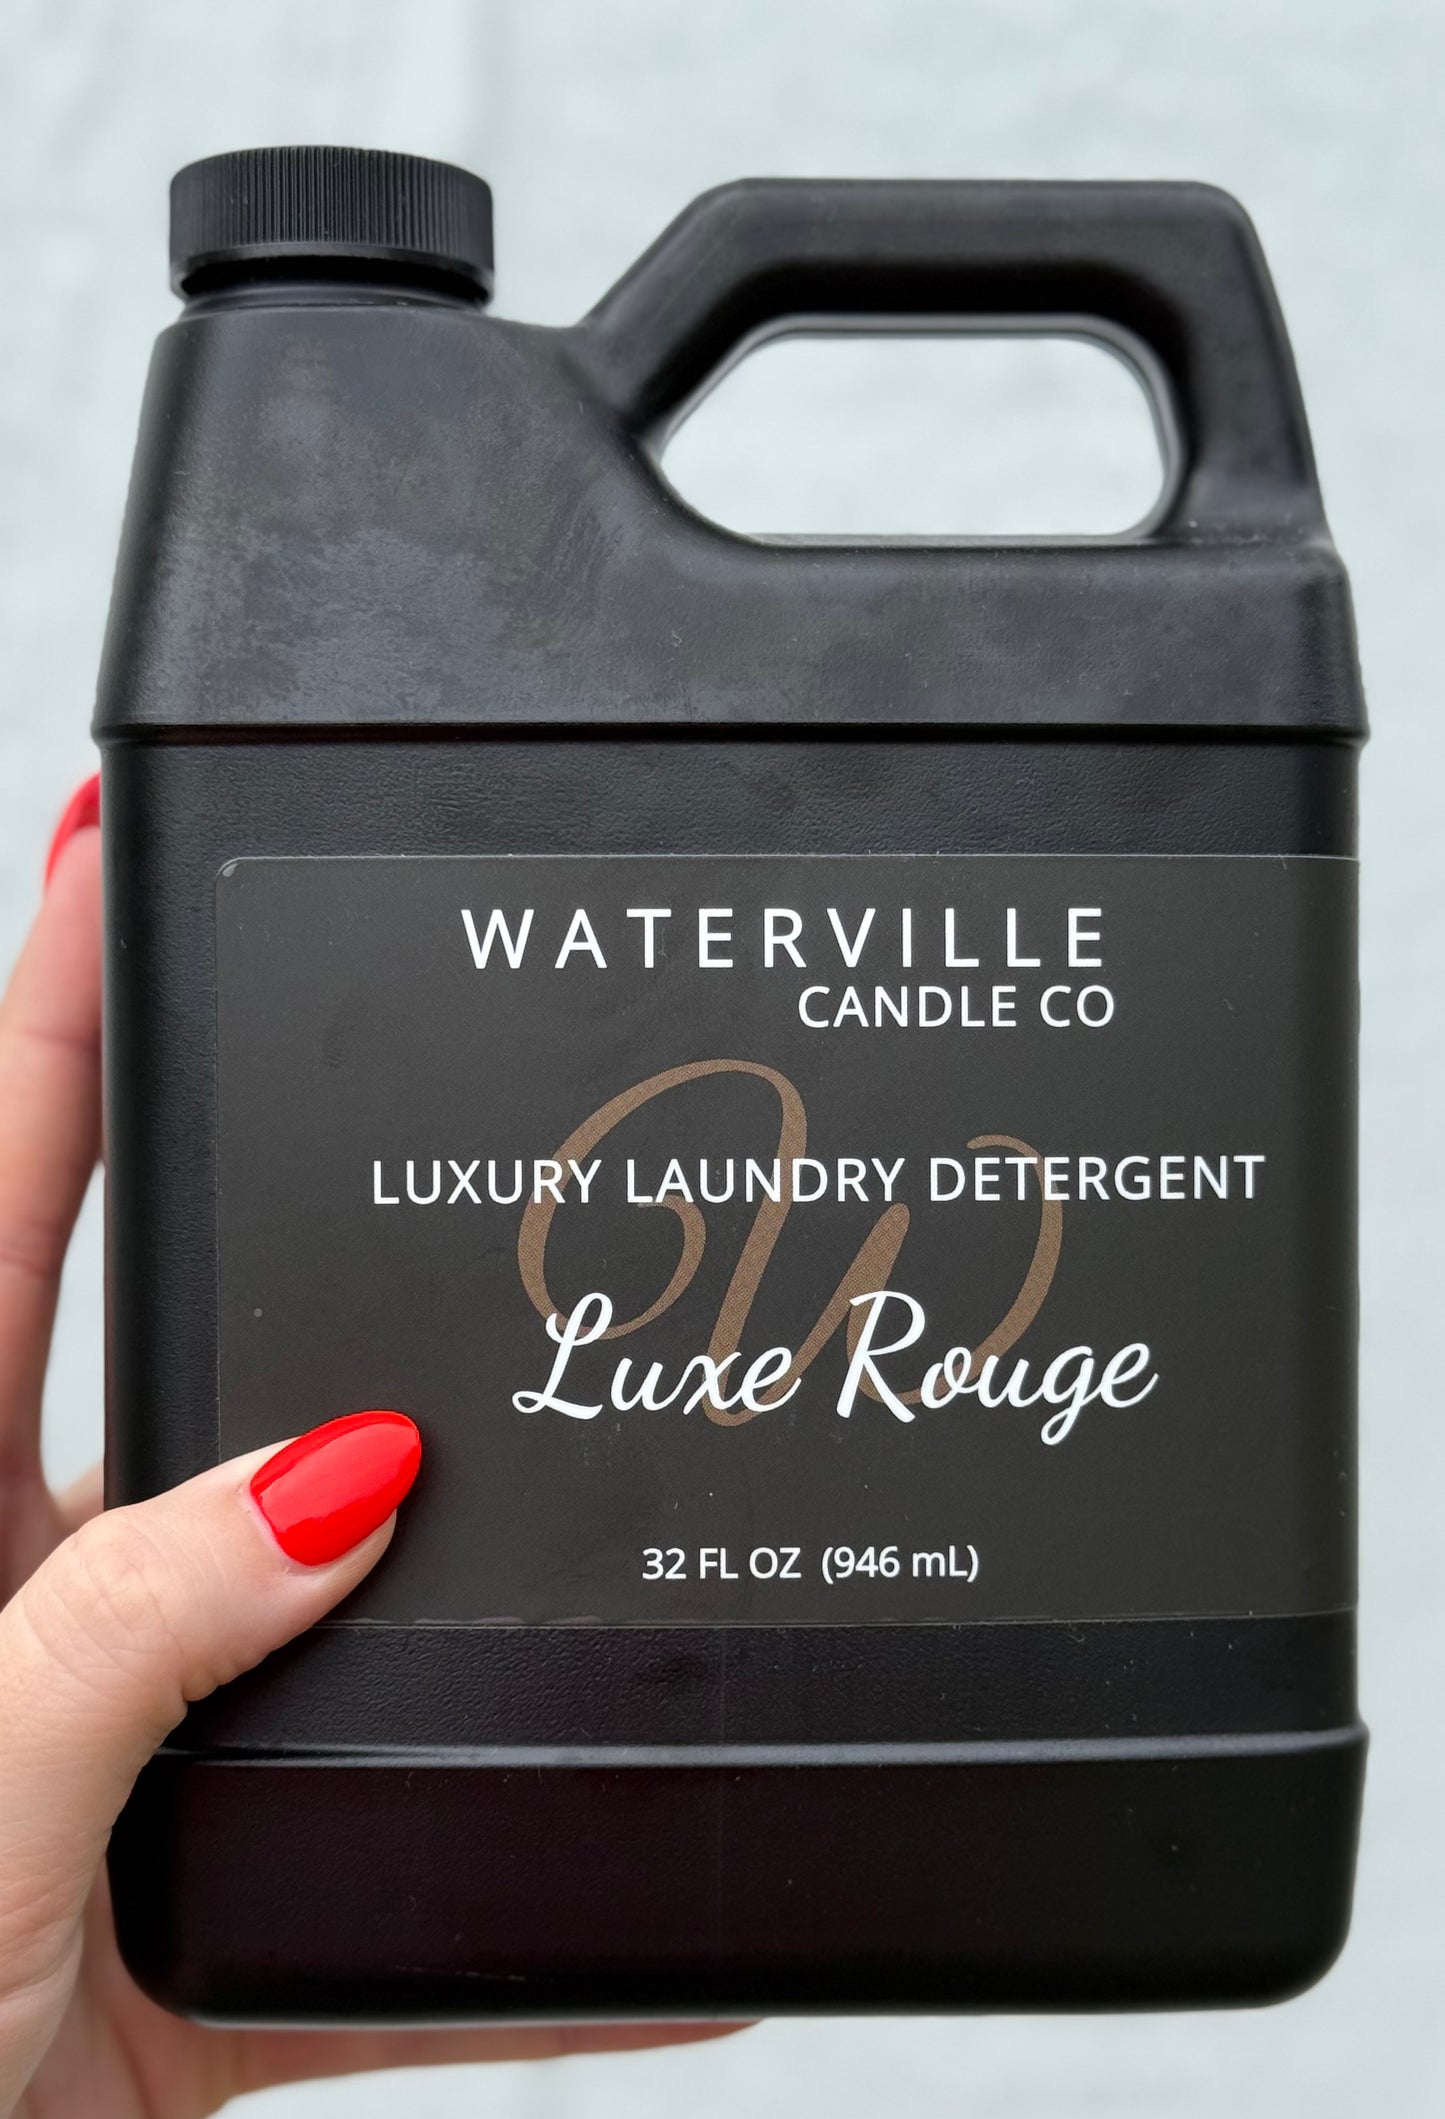 WATERVILLE
CANDLE CO
W
LUXURY LAUNDRY DETERGENT
Luxe Rouge
32 FL OZ (946 mL)